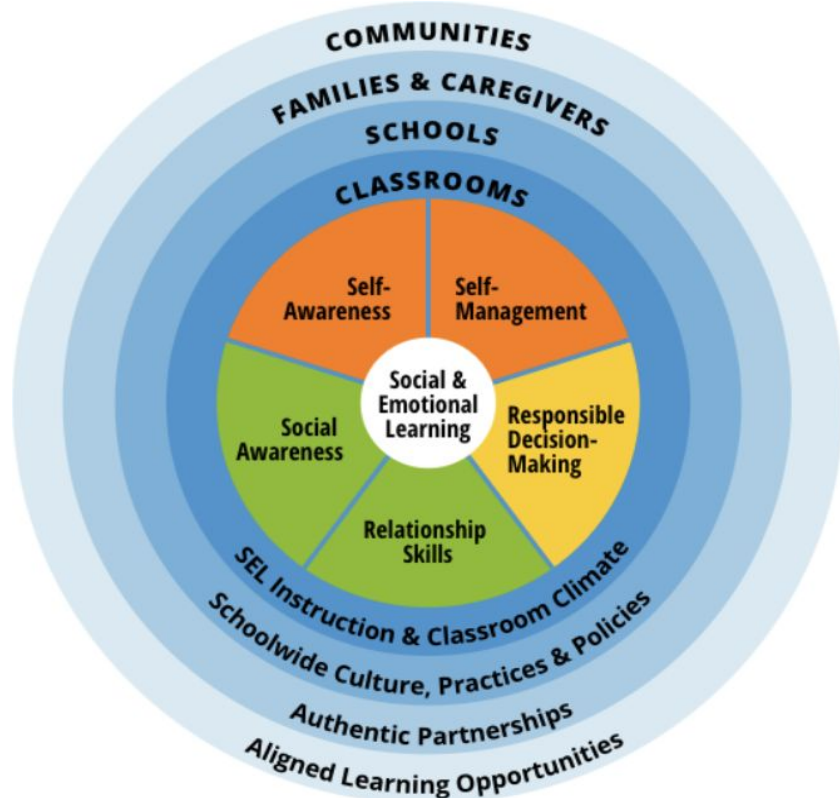 COMMUNITIES
FAMILIES & CAREGIVERS
SCHOOLS
CLASSROOMS
Self-
Awareness
Self-
Management
Social &
Emotional
Learning
Social
Awareness
Responsible
Decision-
Making
Relationship
Skills
SEL Instruction & Classroom Climate
Schoolwide Culture, Practices & Policies
Authentic Partnerships
Aligned Learning Opportunities